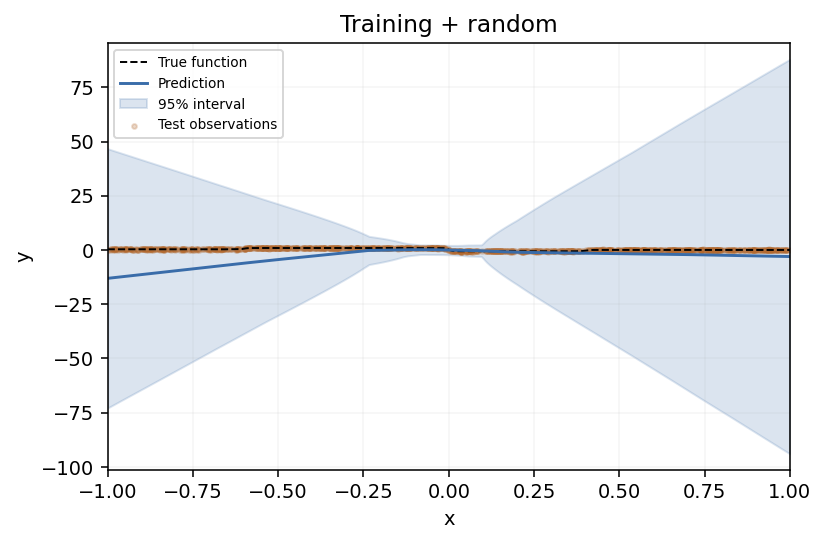 Training + random
True function
Prediction
95% interval
Test observations
75
50
25
0
−25
−50
−75
−100
y
−1.00 −0.75 −0.50 −0.25 0.00 0.25 0.50 0.75 1.00
x